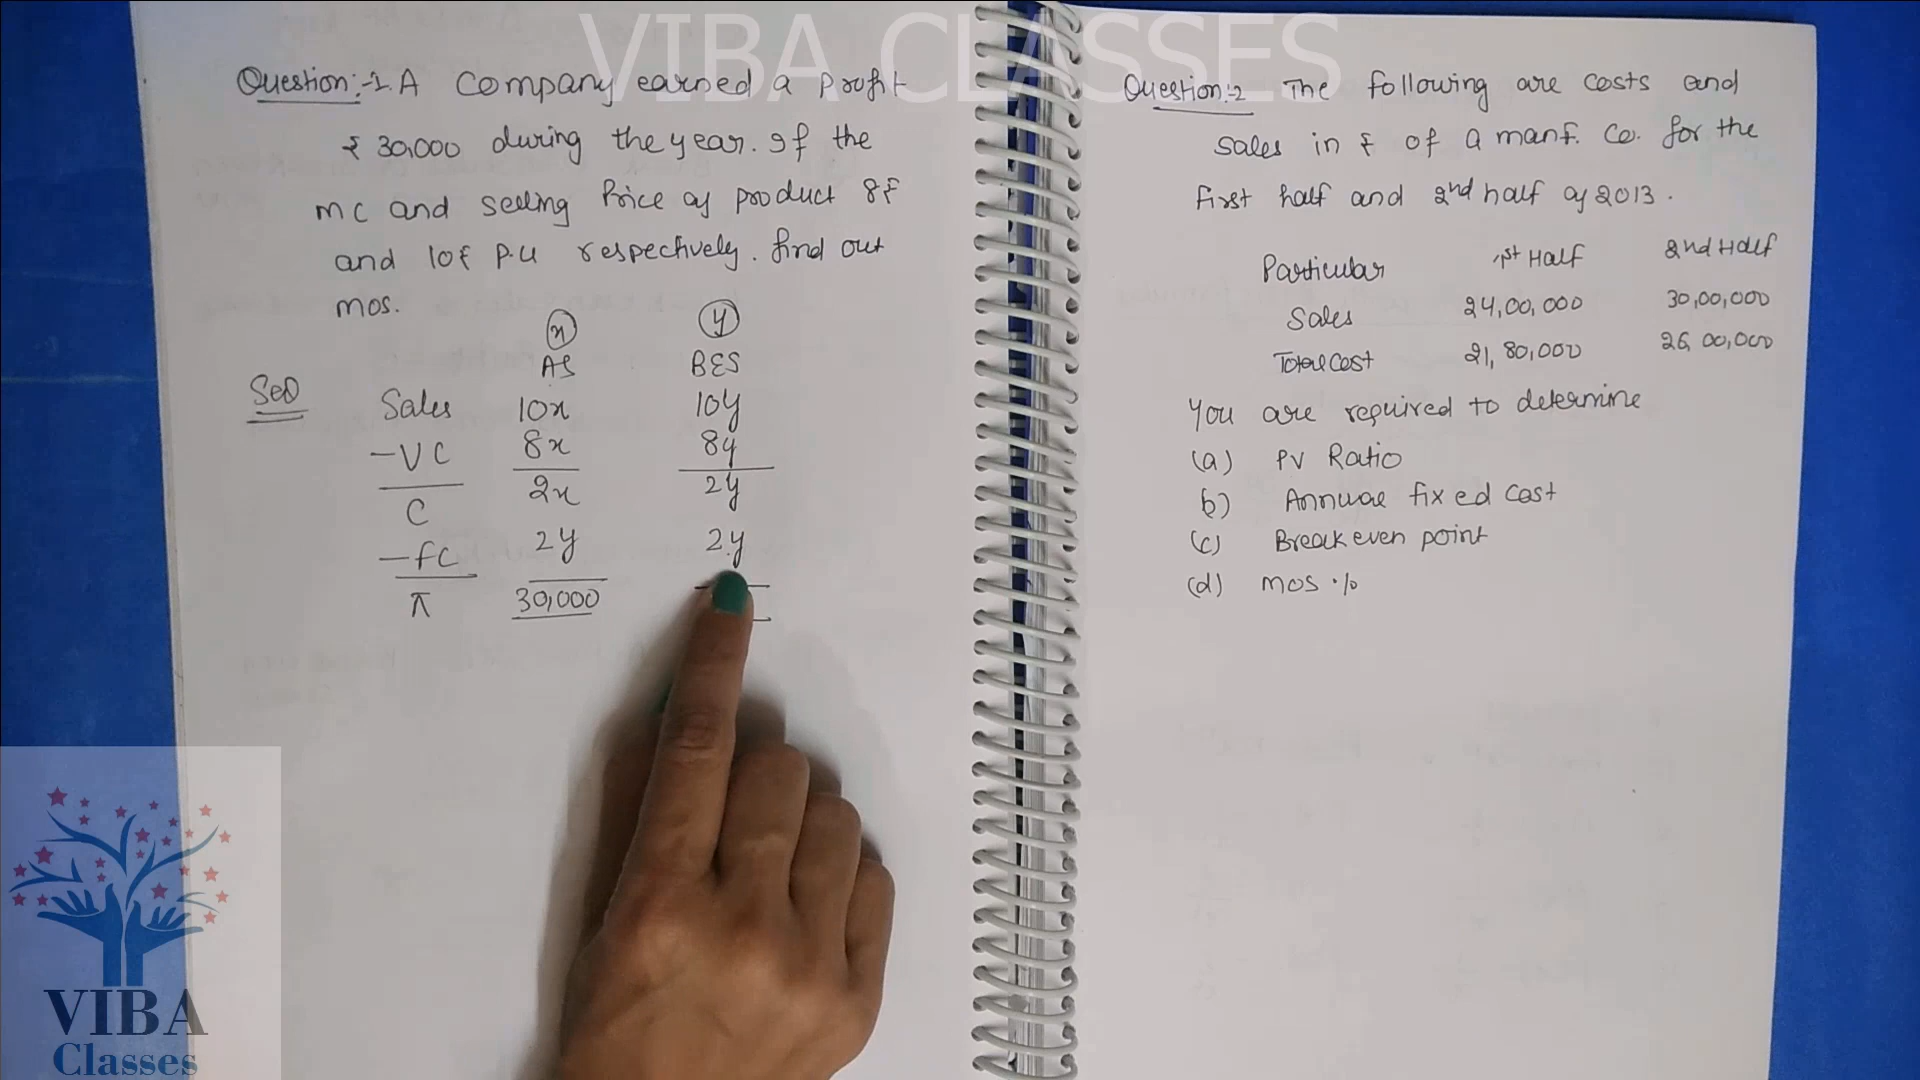 VIBA CLASSES
Question:-1. A Company earned a Profit
₹ 30,000 during the year. If the
MC and selling Price of product 8₹
and 10₹ P.U respectively. find out
mos.
x y
AS BES
Sol Sales 10x 10y
-VC 8x 8y
C 2x 2y
-fC 2y 2y
π 30,000
Question:-2 The following are costs and
Sales in ₹ of a manf. Co. for the
first half and 2nd half of 2013.
Particular 1st Half 2nd Half
Sales 24,00,000 30,00,000
Total Cost 21,80,000 26,00,000
You are required to determine
(a) PV Ratio
b) Annual fixed Cost
(c) Break even point
(d) mos %
VIBA
Classes